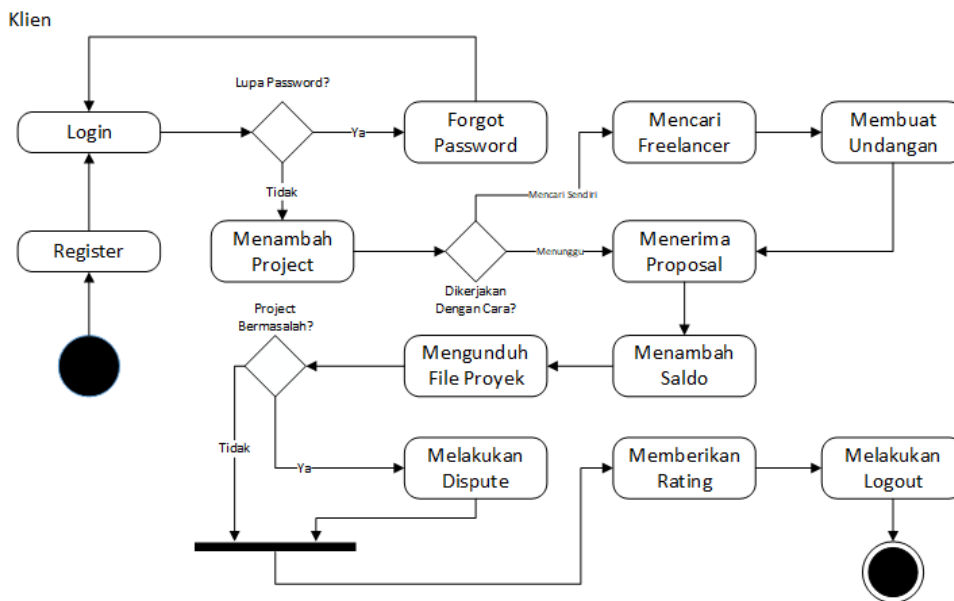 Klien
Lupa Password?
Login
Ya
Forgot
Password
Mencari
Freelancer
Membuat
Undangan
Tidak
Mencari Sendiri
Register
Menambah
Project
Menunggu
Menerima
Proposal
Dikerjakan
Dengan Cara?
Project
Bermasalah?
Mengunduh
File Proyek
Menambah
Saldo
Tidak
Ya
Melakukan
Dispute
Memberikan
Rating
Melakukan
Logout